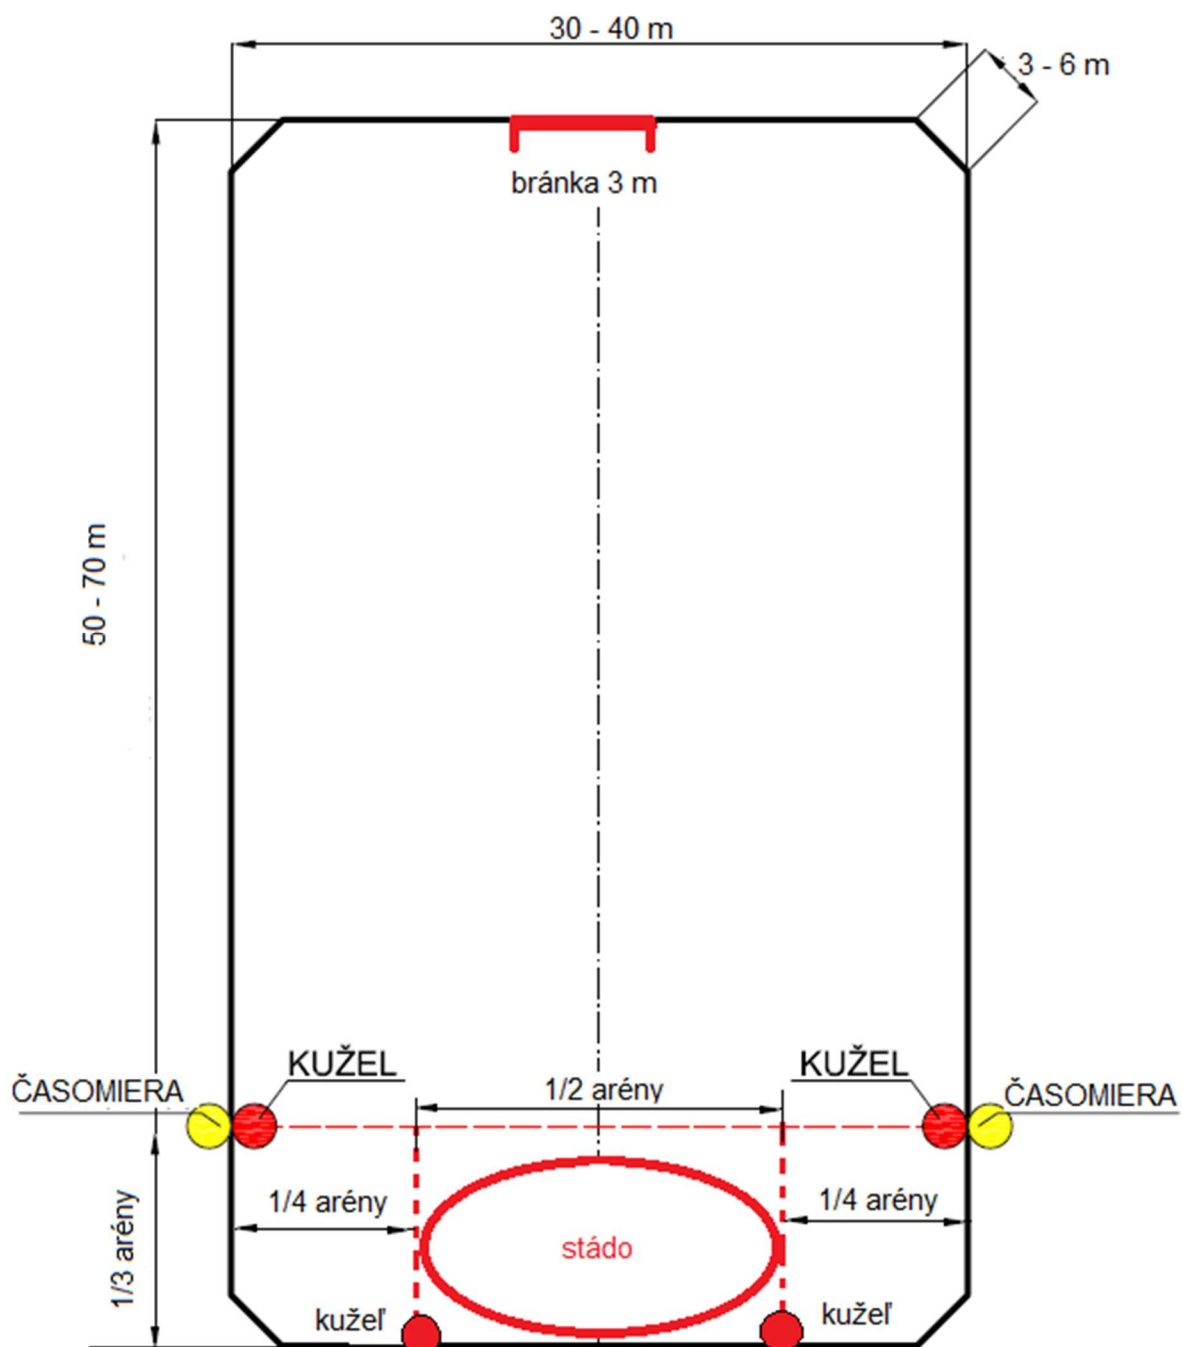 30 - 40 m
3 - 6 m
bránka 3 m
50 - 70 m
KUŽEL
KUŽEL
ČASOMIERA
1/2 arény
ČASOMIERA
1/4 arény
1/4 arény
1/3 arény
stádo
kužeľ
kužeľ